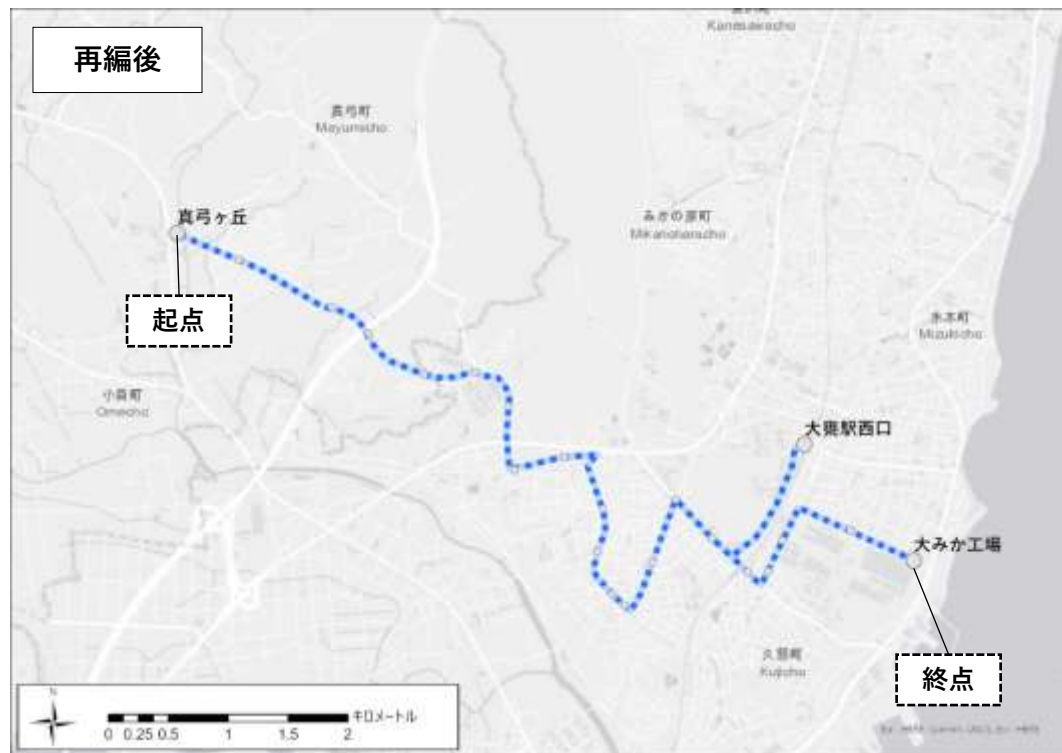 再編後
Kanesawacho
真弓町
Mayumicho
真弓ヶ丘
みかの原町
Mikanoharacho
起点
水木町
Mizukicho
小目町
Omecho
大甕駅西口
大みか工場
久慈町
Kujicho
終点
N
キロメートル
0 0.25 0.5 1 1.5 2